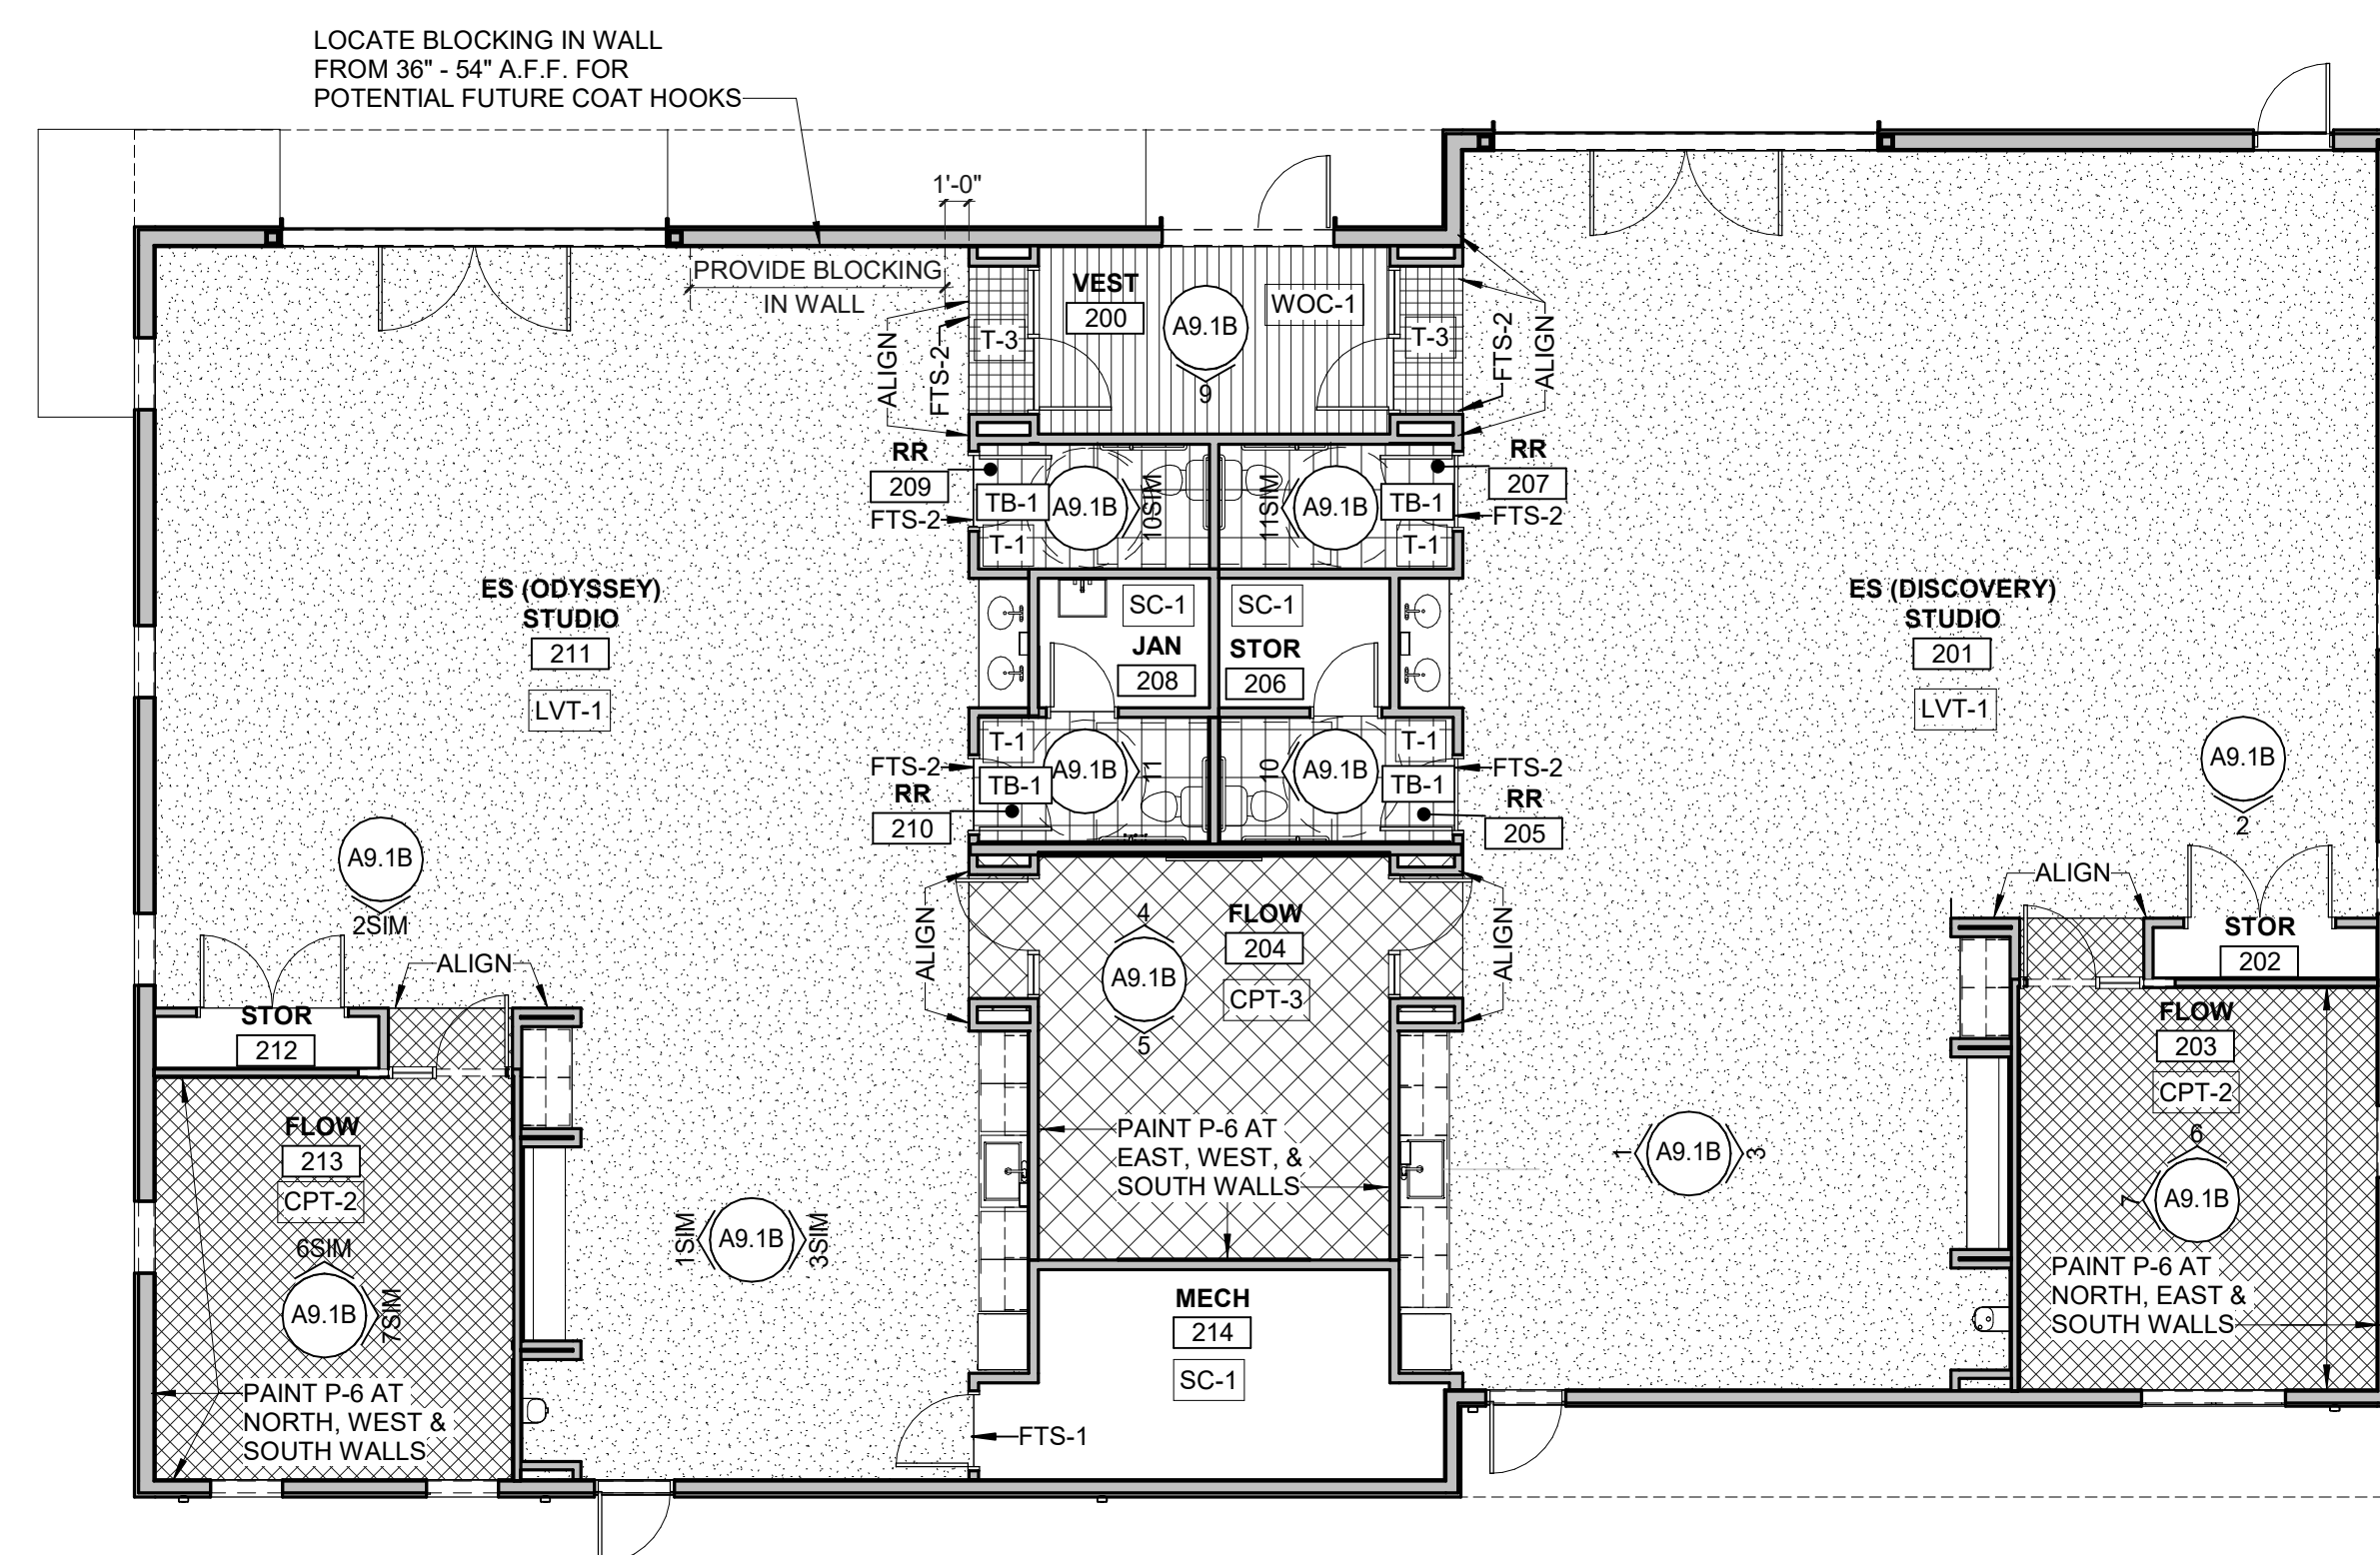 LOCATE BLOCKING IN WALL
FROM 36" - 54" A.F.F. FOR
POTENTIAL FUTURE COAT HOOKS
1'-0"
PROVIDE BLOCKING
IN WALL
VEST
200
A9.1B
9
WOC-1
T-3
T-3
ALIGN
FTS-2
FTS-2
ALIGN
RR
209
FTS-2
TB-1
T-1
A9.1B
10SIM
11SIM
A9.1B
TB-1
T-1
RR
207
FTS-2
ES (ODYSSEY)
STUDIO
211
LVT-1
SC-1
JAN
208
SC-1
STOR
206
ES (DISCOVERY)
STUDIO
201
LVT-1
FTS-2
RR
210
T-1
TB-1
A9.1B
11
10
A9.1B
T-1
TB-1
FTS-2
RR
205
A9.1B
2SIM
A9.1B
2
ALIGN
STOR
212
ALIGN
4
A9.1B
5
FLOW
204
CPT-3
ALIGN
ALIGN
STOR
202
FLOW
213
CPT-2
6SIM
A9.1B
7SIM
PAINT P-6 AT
NORTH, WEST &
SOUTH WALLS
1SIM
A9.1B
3SIM
PAINT P-6 AT
EAST, WEST, &
SOUTH WALLS
1
A9.1B
3
FLOW
203
CPT-2
6
7
A9.1B
PAINT P-6 AT
NORTH, EAST &
SOUTH WALLS
MECH
214
SC-1
FTS-1